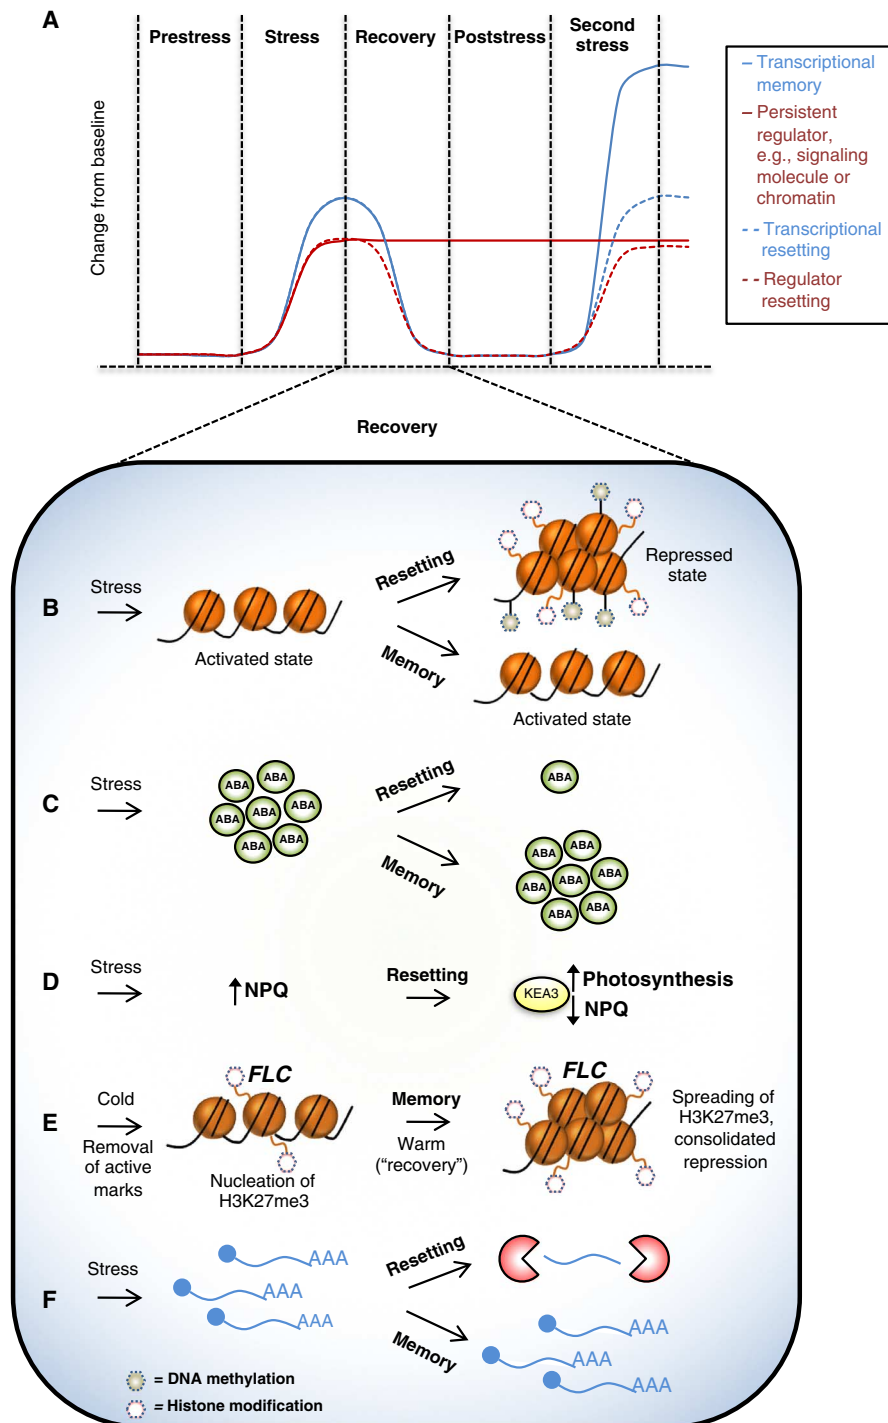 A
Prestress
Stress
Recovery
Poststress
Second
stress
Change from baseline
Transcriptional
memory
Persistent
regulator,
e.g., signaling
molecule or
chromatin
Transcriptional
resetting
Regulator
resetting
Recovery
B
Stress
Activated state
Resetting
Memory
Repressed
state
Activated state
C
Stress
ABA
ABA
ABA
ABA
ABA
ABA
ABA
Resetting
Memory
ABA
ABA
ABA
ABA
ABA
ABA
ABA
ABA
D
Stress
NPQ
Resetting
KEA3
Photosynthesis
NPQ
E
Cold
Removal
of active
marks
FLC
Nucleation of
H3K27me3
Memory
Warm
(“recovery”)
FLC
Spreading of
H3K27me3,
consolidated
repression
F
Stress
AAA
AAA
AAA
Resetting
Memory
AAA
AAA
AAA
= DNA methylation
= Histone modification